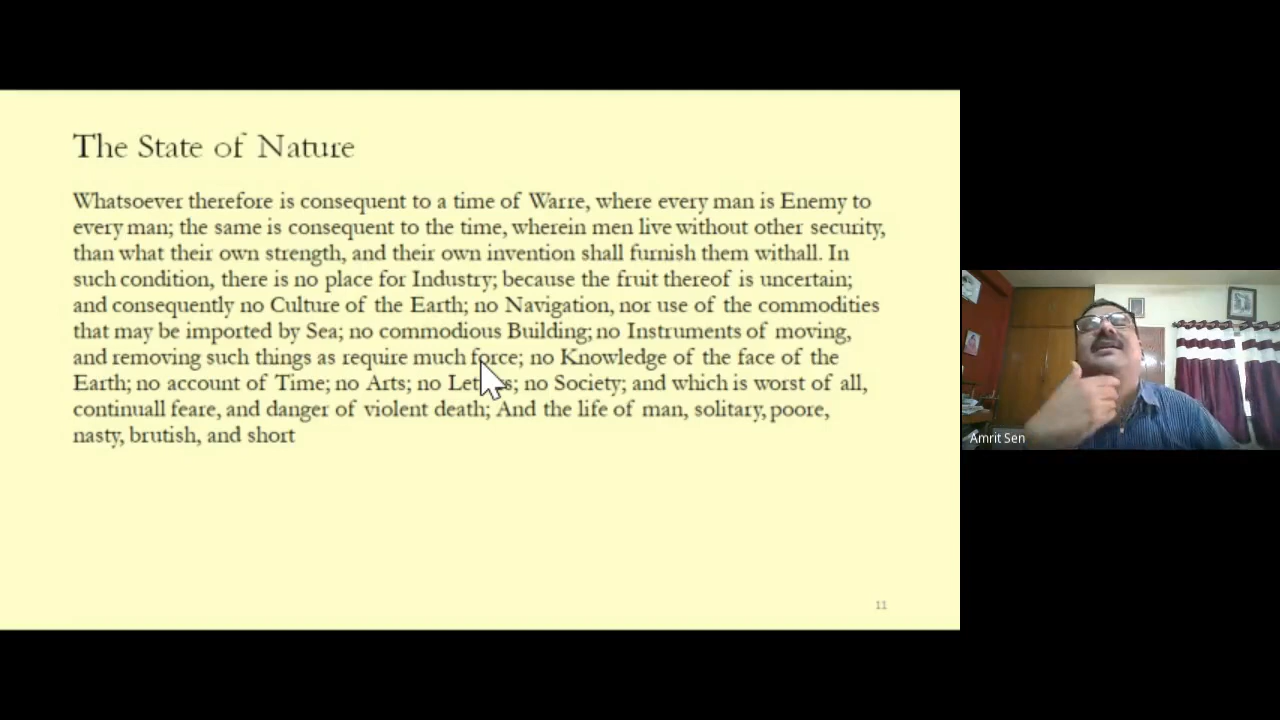 The State of Nature
Whatsoever therefore is consequent to a time of Warre, where every man is Enemy to
every man; the same is consequent to the time, wherein men live without other security,
than what their own strength, and their own invention shall furnish them withall. In
such condition, there is no place for Industry; because the fruit thereof is uncertain;
and consequently no Culture of the Earth; no Navigation, nor use of the commodities
that may be imported by Sea; no commodious Building; no Instruments of moving,
and removing such things as require much force; no Knowledge of the face of the
Earth; no account of Time; no Arts; no Letters; no Society; and which is worst of all,
continuall feare, and danger of violent death; And the life of man, solitary, poore,
nasty, brutish, and short
11
Amrit Sen